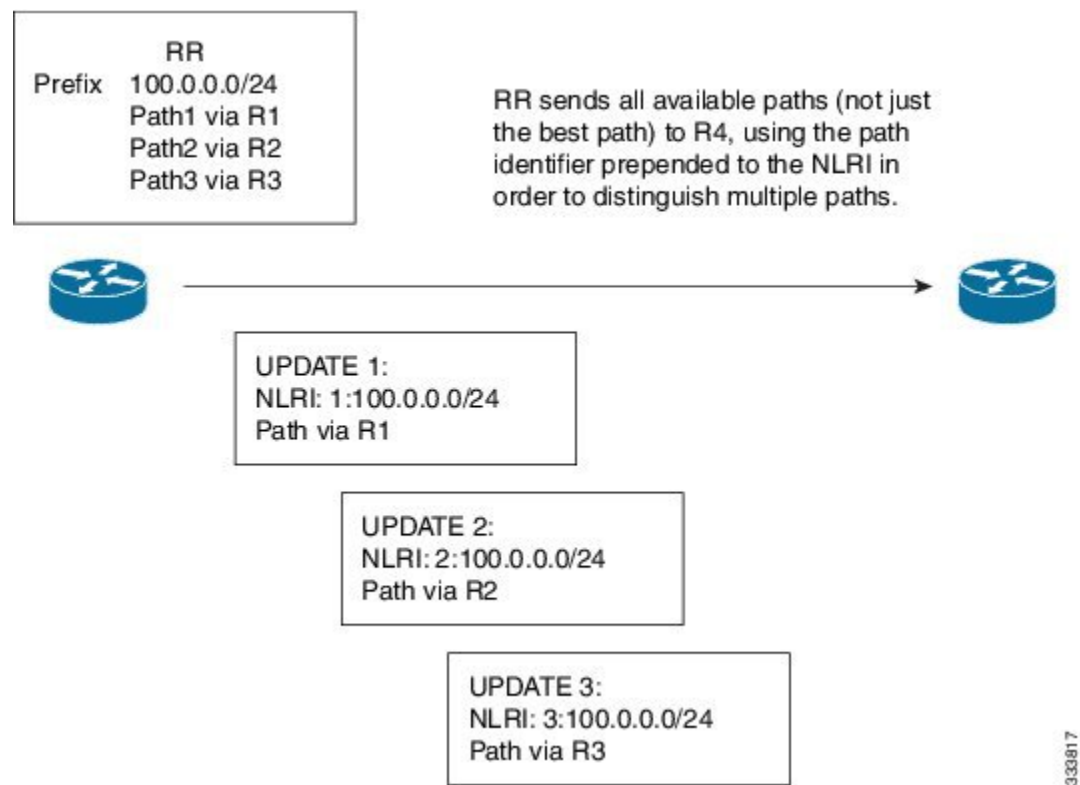 RR
Prefix 100.0.0.0/24
Path1 via R1
Path2 via R2
Path3 via R3
RR sends all available paths (not just
the best path) to R4, using the path
identifier prepended to the NLRI in
order to distinguish multiple paths.
UPDATE 1:
NLRI: 1:100.0.0.0/24
Path via R1
UPDATE 2:
NLRI: 2:100.0.0.0/24
Path via R2
UPDATE 3:
NLRI: 3:100.0.0.0/24
Path via R3
333817